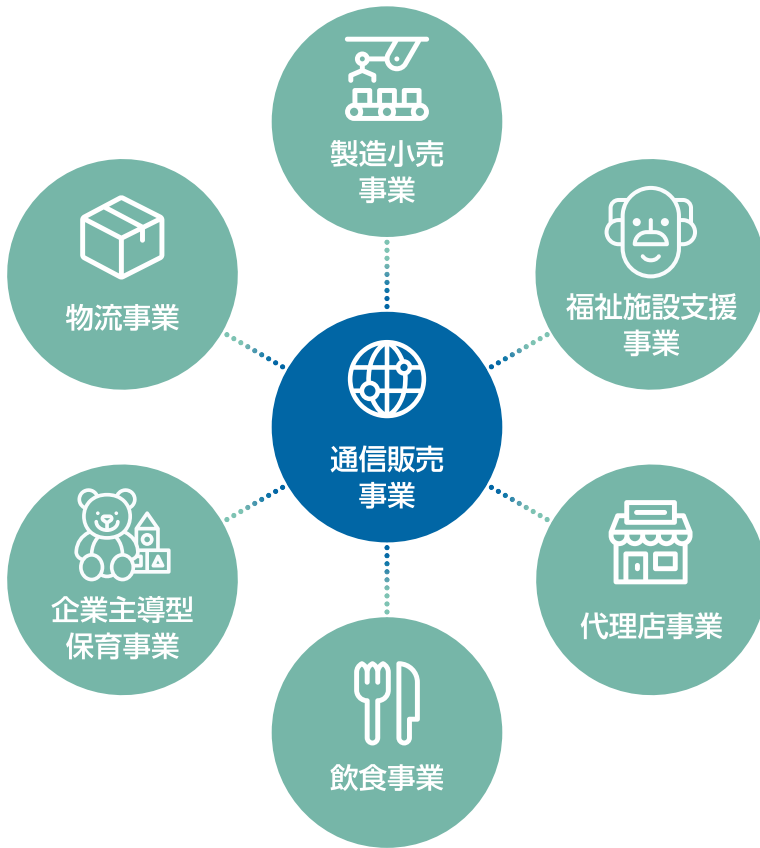 製造小売
事業
物流事業
福祉施設支援
事業
通信販売
事業
企業主導型
保育事業
代理店事業
飲食事業